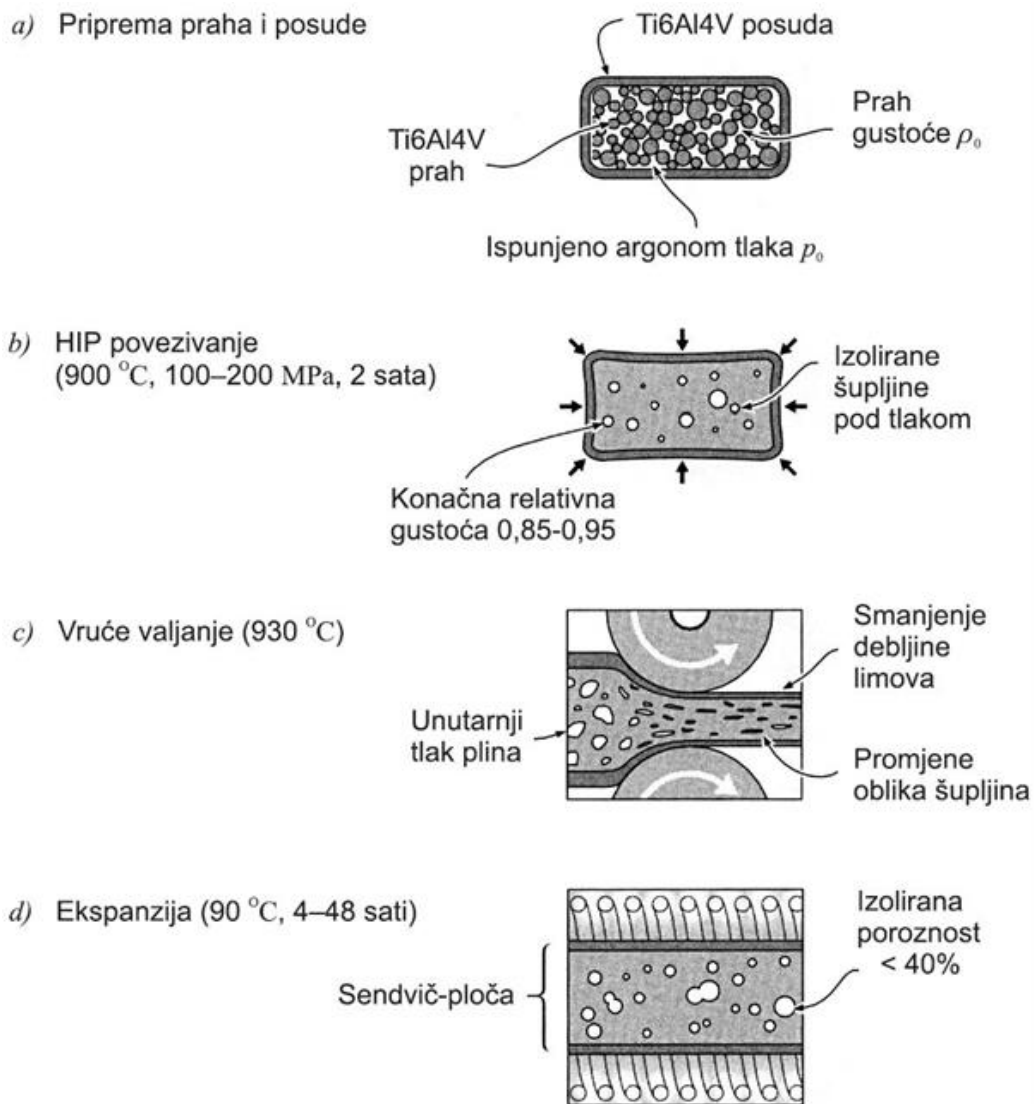 a) Priprema praha i posude
Ti6Al4V posuda
Ti6Al4V
prah
Prah
gustoće ρ₀
Ispunjeno argonom tlaka p₀
b) HIP povezivanje
(900 °C, 100–200 MPa, 2 sata)
Izolirane
šupljine
pod tlakom
Konačna relativna
gustoća 0,85-0,95
c) Vruće valjanje (930 °C)
Smanjenje
debljine
limova
Unutarnji
tlak plina
Promjene
oblika šupljina
d) Ekspanzija (90 °C, 4–48 sati)
Izolirana
poroznost
< 40%
Sendvič-ploča